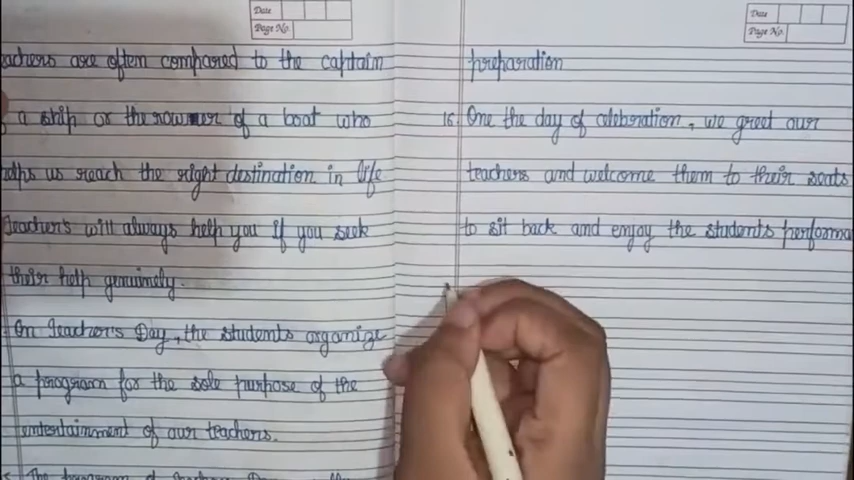 Date
Page No.
achers are often compared to the captain
a ship or the rowner of a boat who
helps us reach the right destination in life
Teacher's will always help you if you seek
their help genuinely.
On Teacher's Day, the students organize
a program for the sole purpose of the
entertainment of our teachers.
Date
Page No.
preparation
16. One the day of celebration, we greet our
teachers and welcome them to their seats
to sit back and enjoy the students performa